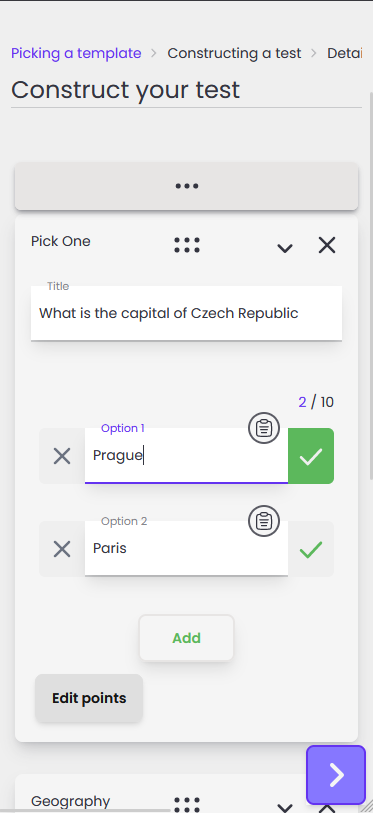 Picking a template > Constructing a test > Detai
Construct your test
Pick One
Title
What is the capital of Czech Republic
2 / 10
Option 1
Prague
Option 2
Paris
Add
Edit points
Geography